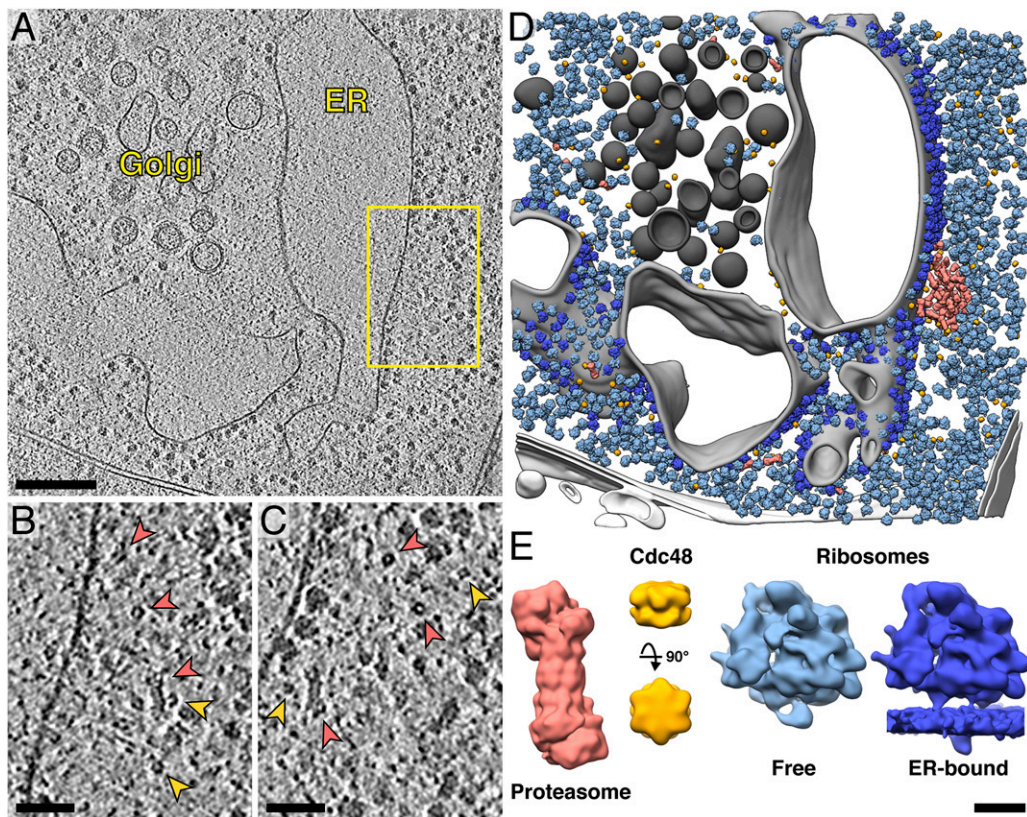 A
ER
Golgi
D
B
C
E
Cdc48
Ribosomes
90°
Proteasome
Free
ER-bound